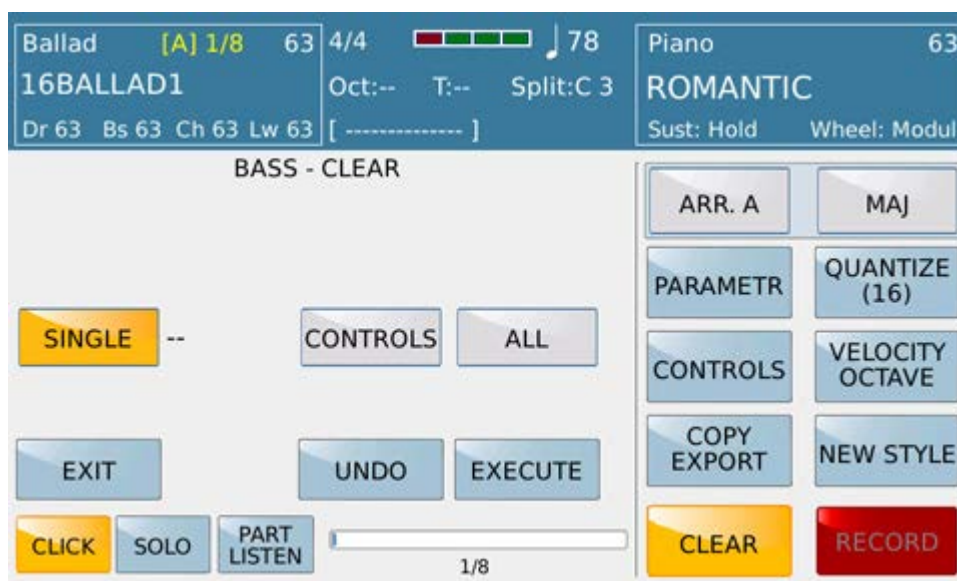 Ballad [A] 1/8 63
16BALLAD1
Dr 63 Bs 63 Ch 63 Lw 63
4/4 78
Oct:-- T:-- Split:C 3
[ -------------- ]
Piano 63
ROMANTIC
Sust: Hold Wheel: Modul
BASS - CLEAR
SINGLE -- CONTROLS ALL
EXIT UNDO EXECUTE
CLICK SOLO PART
LISTEN
1/8
ARR. A MAJ
PARAMETR QUANTIZE
(16)
CONTROLS VELOCITY
OCTAVE
COPY
EXPORT NEW STYLE
CLEAR RECORD